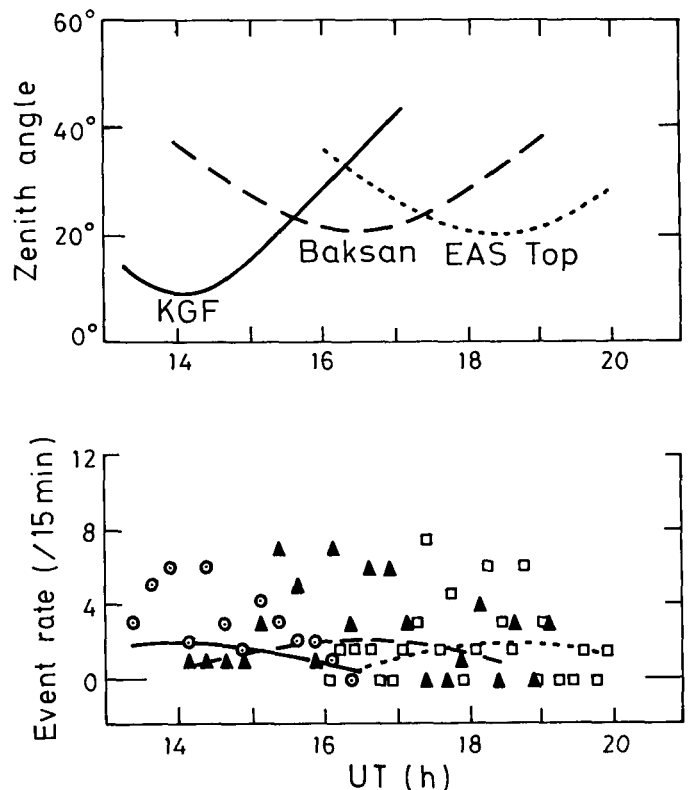 60°
40°
20°
0°
Zenith angle
KGF
Baksan
EAS Top
14 16 18 20
12
8
4
0
Event rate (/15 min)
14 16 18 20
UT (h)